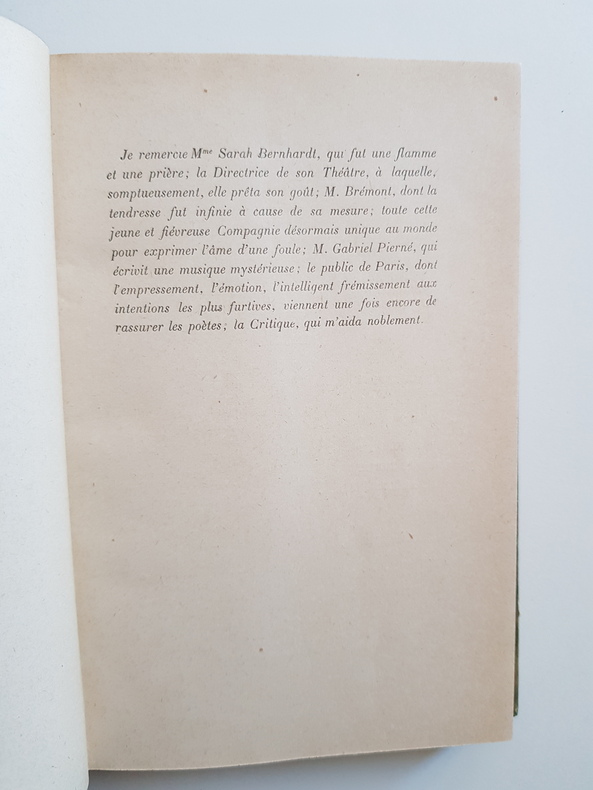 Je remercie Mme Sarah Bernhardt, qui fut une flamme
et une prière; la Directrice de son Théâtre, à laquelle,
somptueusement, elle prêta son goût; M. Brémont, dont la
tendresse fut infinie à cause de sa mesure; toute cette
jeune et fiévreuse Compagnie désormais unique au monde
pour exprimer l'âme d'une foule; M. Gabriel Pierné, qui
écrivit une musique mystérieuse; le public de Paris, dont
l'empressement, l'émotion, l'intelligent frémissement aux
intentions les plus furtives, viennent une fois encore de
rassurer les poètes; la Critique, qui m'aida noblement.